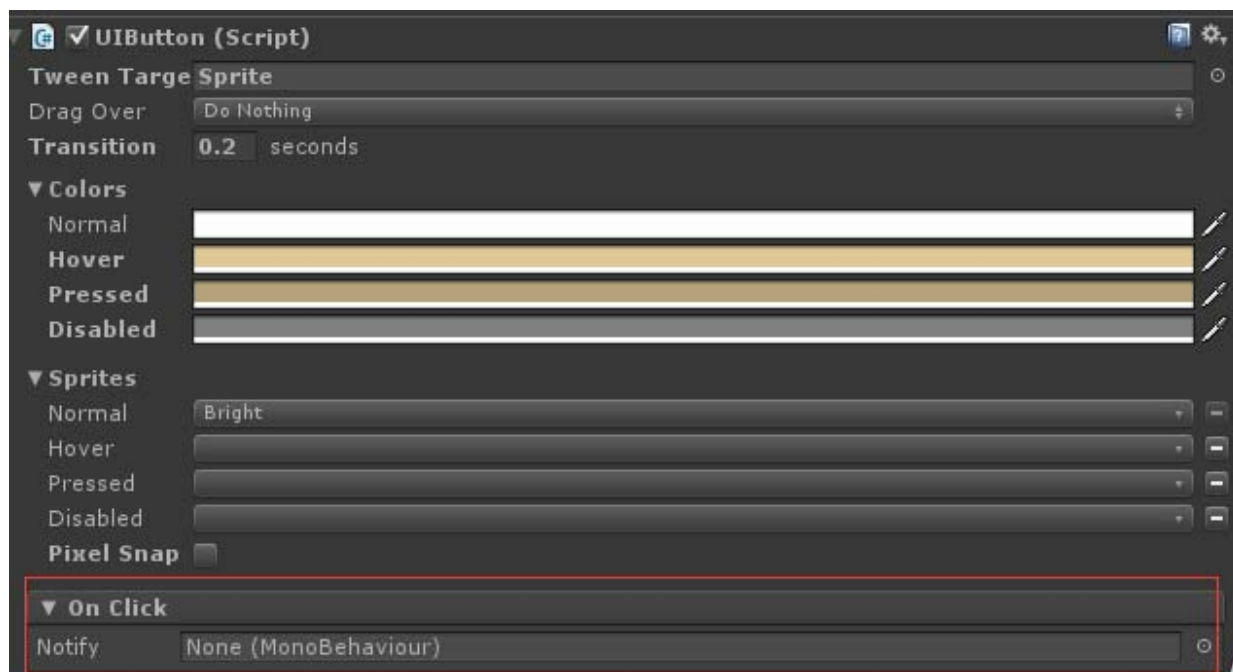 UIButton (Script)
Tween Targe Sprite
Drag Over Do Nothing
Transition 0.2 seconds
Colors
Normal
Hover
Pressed
Disabled
Sprites
Normal Bright
Hover
Pressed
Disabled
Pixel Snap
On Click
Notify None (MonoBehaviour)